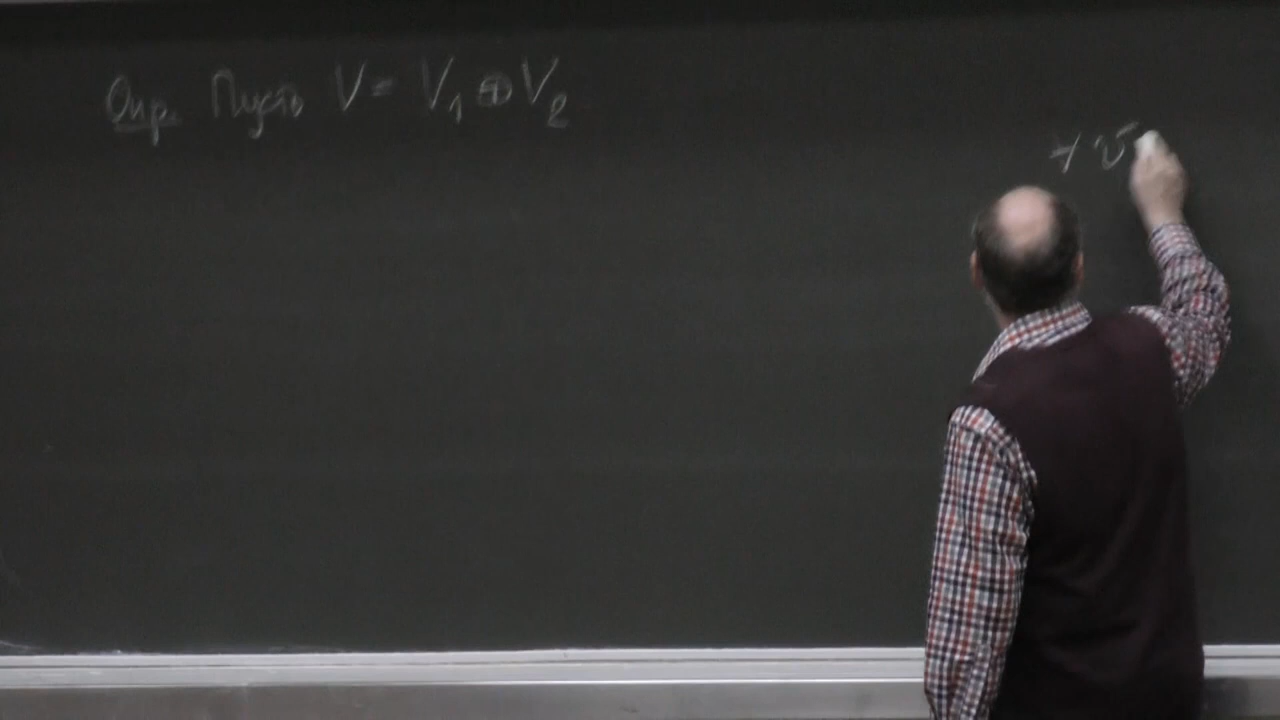 Опр. Пусть V = V₁ ⊕ V₂
∀ v